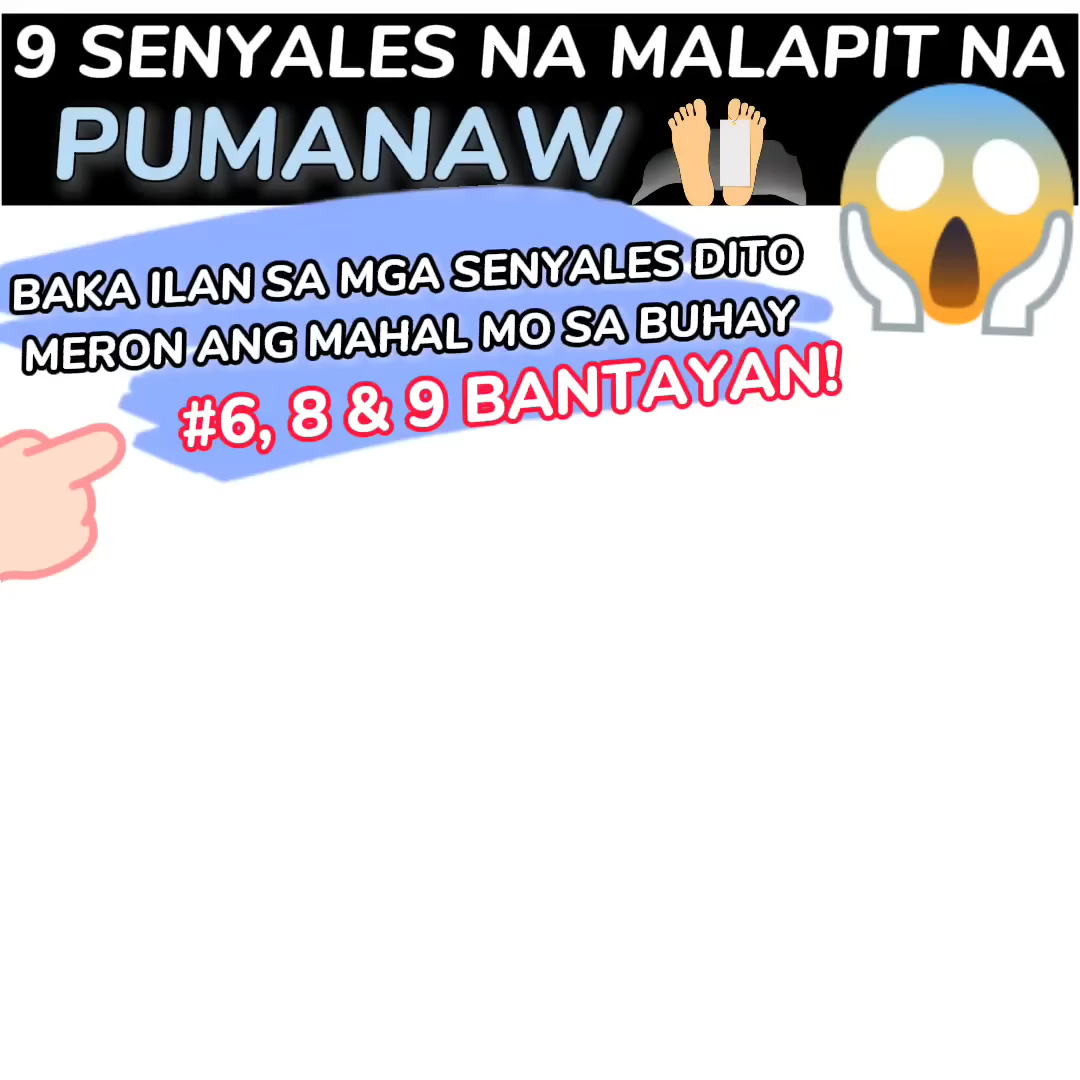 9 SENYALES NA MALAPIT NA
PUMANAW
BAKA ILAN SA MGA SENYALES DITO
MERON ANG MAHAL MO SA BUHAY
#6, 8 & 9 BANTAYAN!